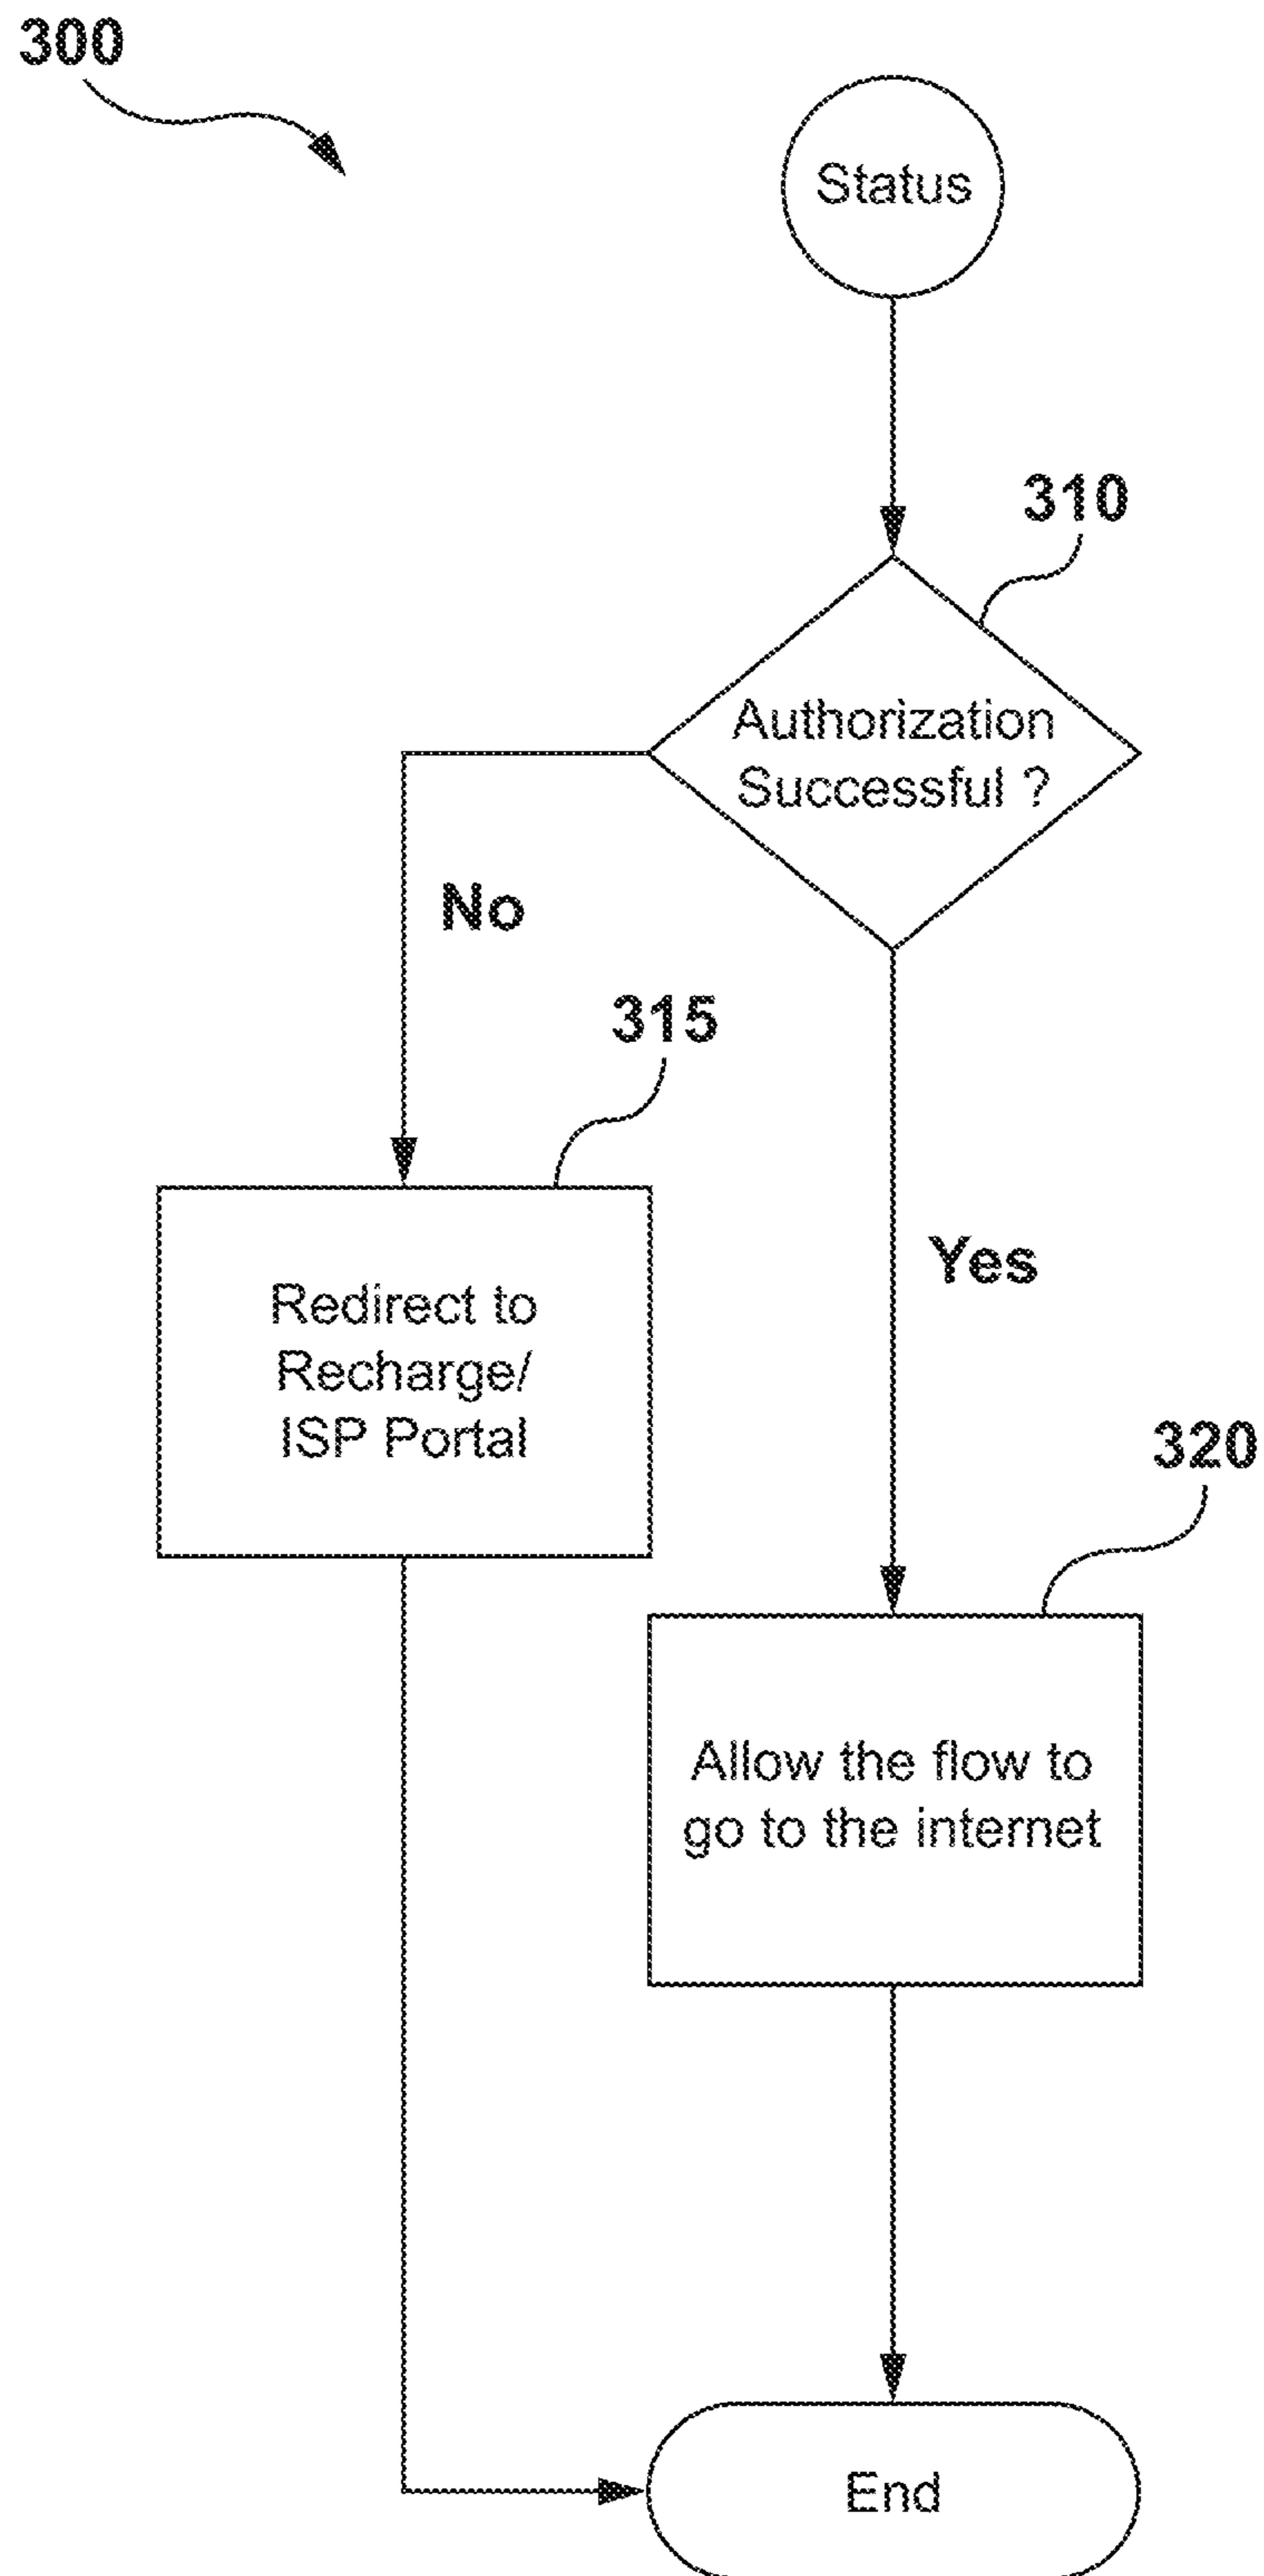 300
Status
310
Authorization
Successful ?
No
315
Redirect to
Recharge/
ISP Portal
Yes
320
Allow the flow to
go to the internet
End